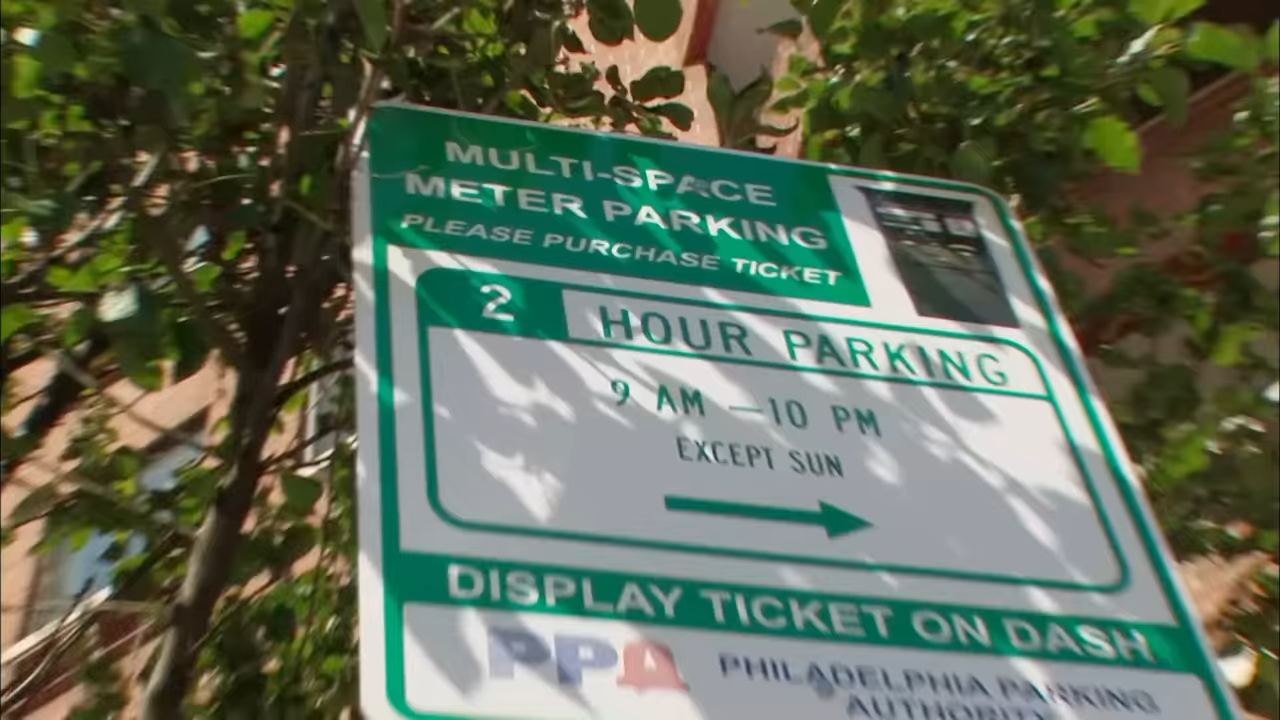 MULTI-SPACE
METER PARKING
PLEASE PURCHASE TICKET
2 HOUR PARKING
9 AM —10 PM
EXCEPT SUN
DISPLAY TICKET ON DASH
PPA
PHILADELPHIA PARKING
AUTHORITY